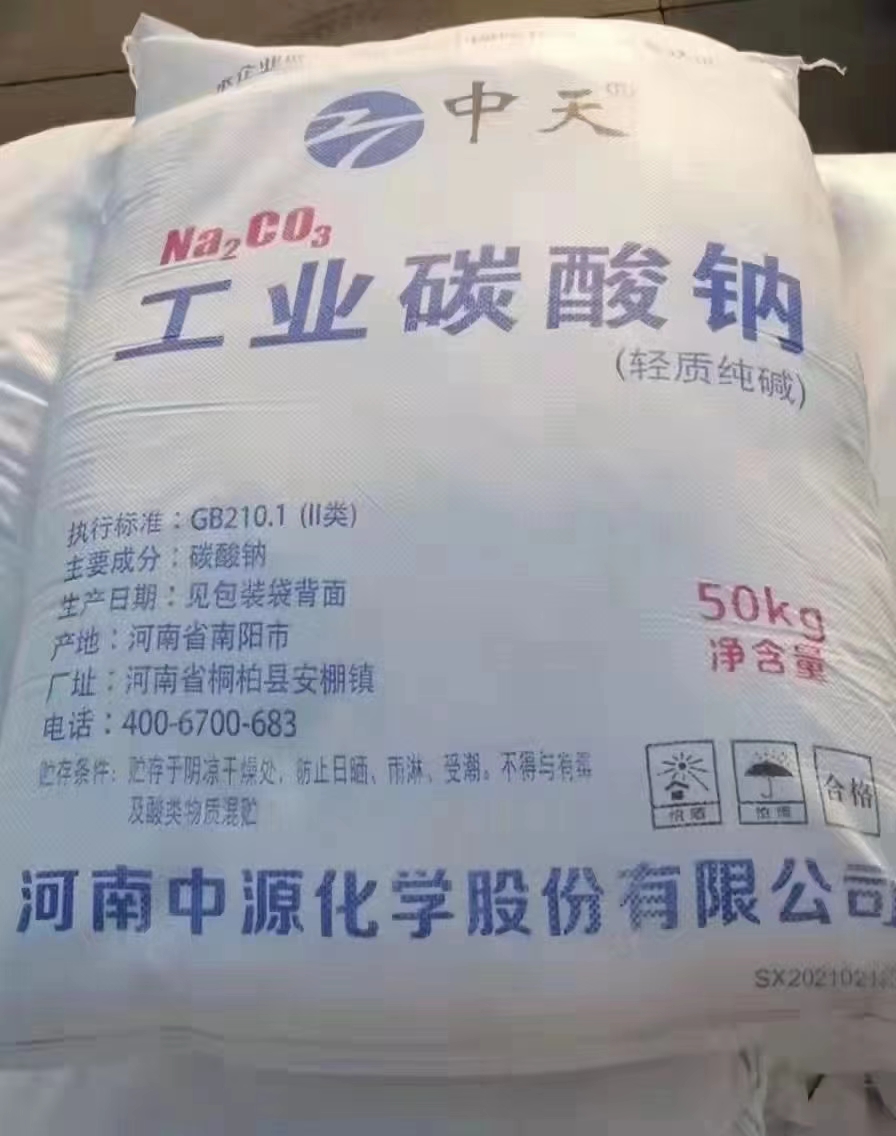 中天
Na₂CO₃
工业碳酸钠
(轻质纯碱)
执行标准：GB210.1 (II类)
主要成分：碳酸钠
生产日期：见包装袋背面
产地：河南省南阳市
厂址：河南省桐柏县安棚镇
电话：400-6700-683
50kg
净含量
贮存条件：贮存于阴凉干燥处，防止日晒、雨淋、受潮。不得与有毒
及酸类物质混贮
怕晒
怕雨
合格
河南中源化学股份有限公司
SX202102